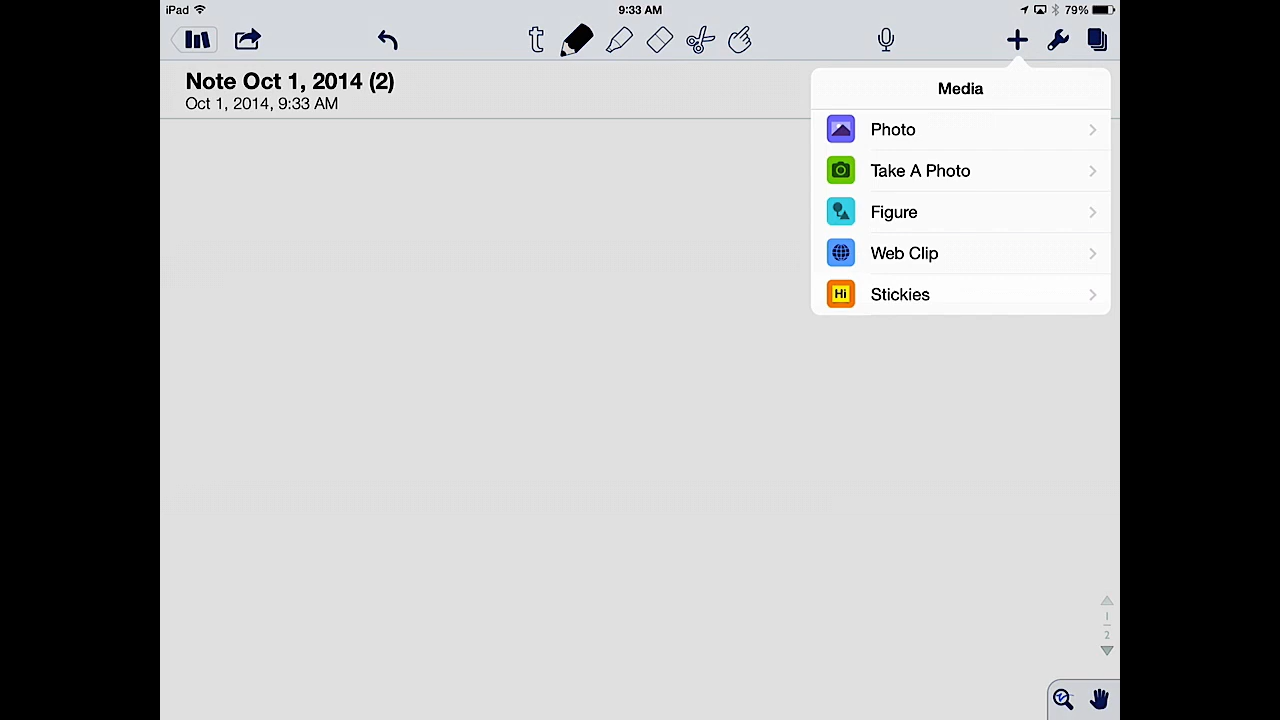 iPad 9:33 AM 79%
t
Note Oct 1, 2014 (2)
Oct 1, 2014, 9:33 AM
Media
Photo
Take A Photo
Figure
Web Clip
Hi Stickies
1
2